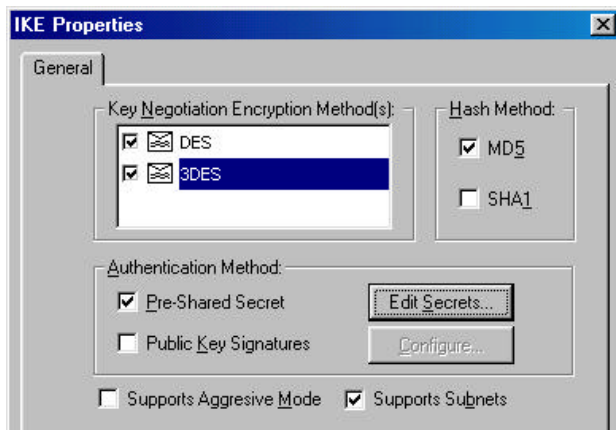 IKE Properties
General
Key Negotiation Encryption Method(s):
DES
3DES
Hash Method:
MD5
SHA1
Authentication Method:
Pre-Shared Secret
Edit Secrets...
Public Key Signatures
Configure...
Supports Aggresive Mode
Supports Subnets